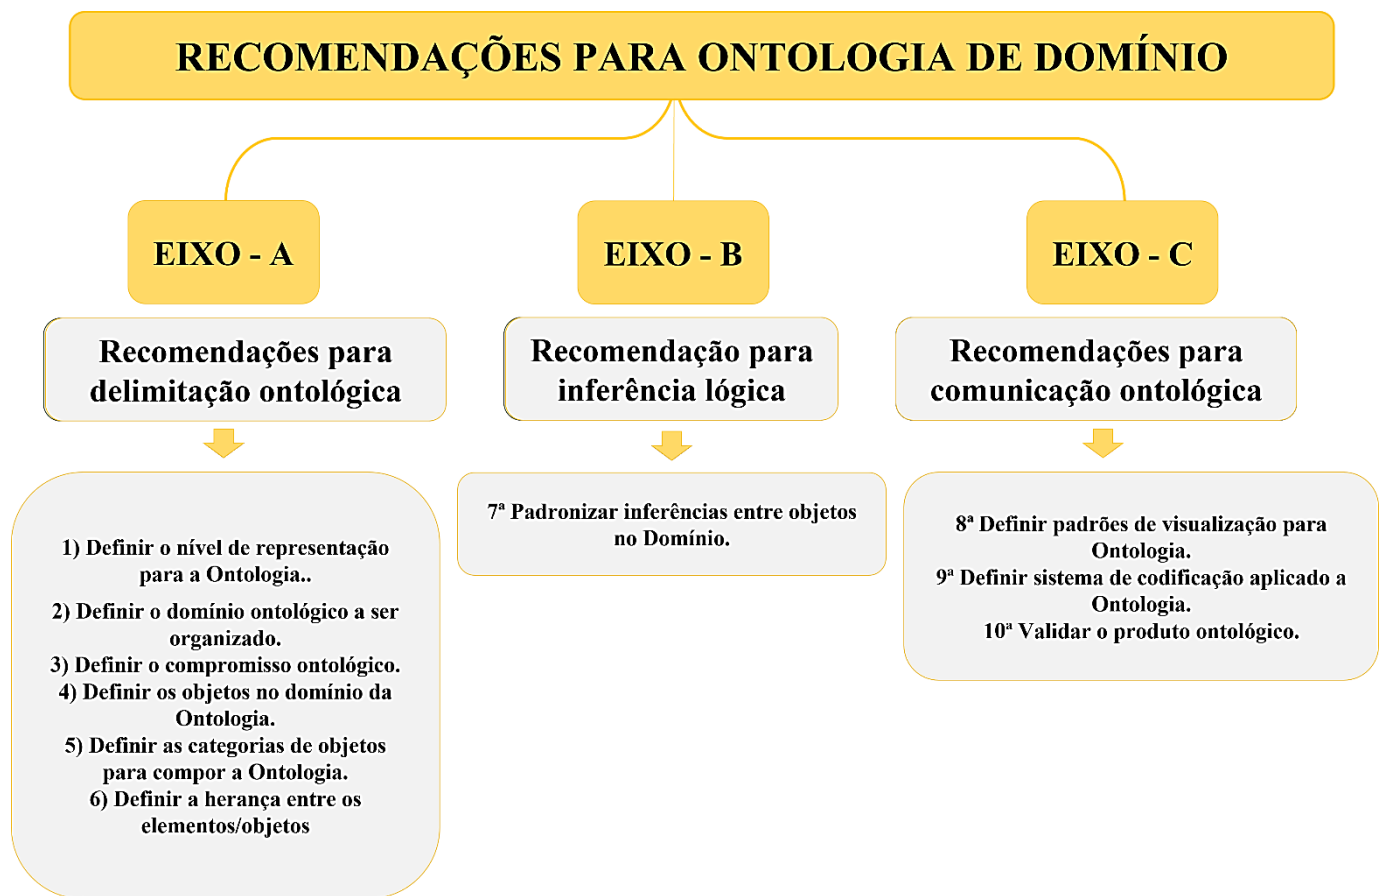 RECOMENDAÇÕES PARA ONTOLOGIA DE DOMÍNIO
EIXO - A
Recomendações para
delimitação ontológica
1) Definir o nível de representação
para a Ontologia..
2) Definir o domínio ontológico a ser
organizado.
3) Definir o compromisso ontológico.
4) Definir os objetos no domínio da
Ontologia.
5) Definir as categorias de objetos
para compor a Ontologia.
6) Definir a herança entre os
elementos/objetos
EIXO - B
Recomendação para
inferência lógica
7ª Padronizar inferências entre objetos
no Domínio.
EIXO - C
Recomendações para
comunicação ontológica
8ª Definir padrões de visualização para
Ontologia.
9ª Definir sistema de codificação aplicado a
Ontologia.
10ª Validar o produto ontológico.